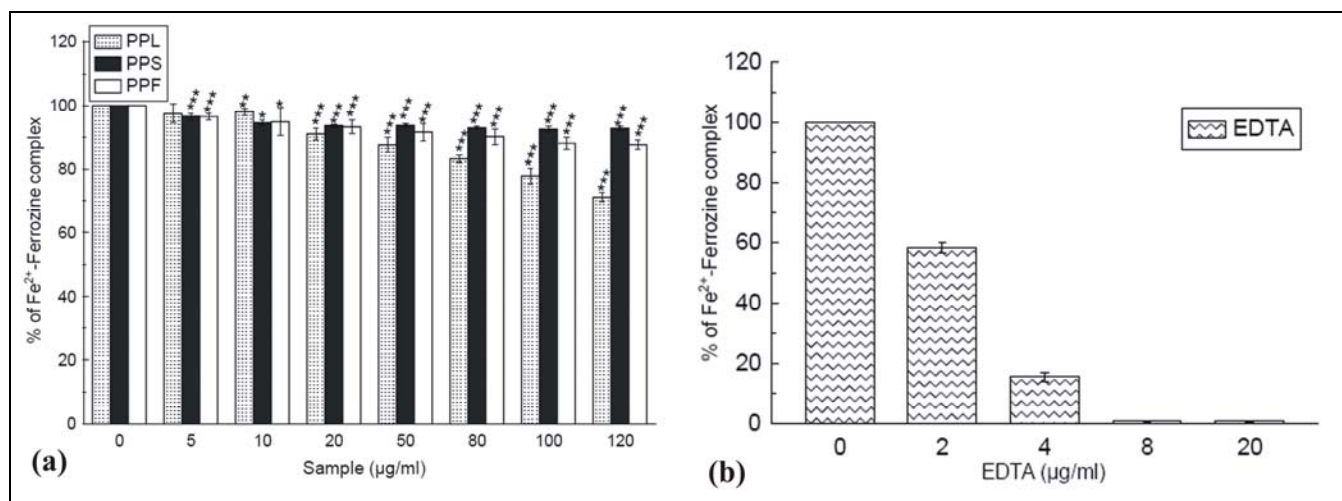 120
100
80
60
40
20
0
% of Fe²⁺-Ferrozine complex
PPL
PPS
PPF
*** ***
** * *
*** *** ***
*** *** ***
*** *** ***
*** *** ***
*** *** ***
0 5 10 20 50 80 100 120
Sample (µg/ml)
(a)
120
100
80
60
40
20
0
% of Fe²⁺-Ferrozine complex
EDTA
0 2 4 8 20
EDTA (µg/ml)
(b)